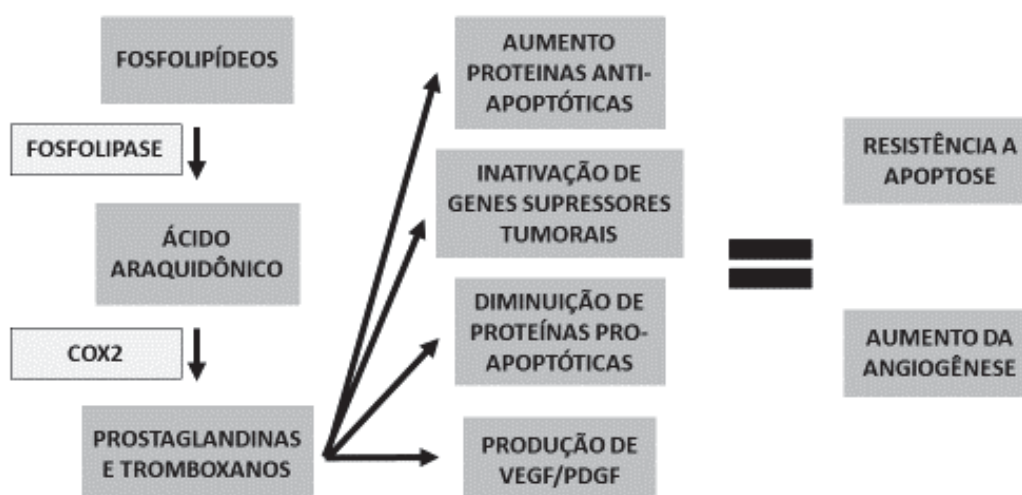 FOSFOLIPÍDEOS
FOSFOLIPASE
ÁCIDO
ARAQUIDÔNICO
COX2
PROSTAGLANDINAS
E TROMBOXANOS
AUMENTO
PROTEINAS ANTI-
APOPTÓTICAS
INATIVAÇÃO DE
GENES SUPRESSORES
TUMORAIS
DIMINUIÇÃO DE
PROTEÍNAS PRO-
APOPTÓTICAS
PRODUÇÃO DE
VEGF/PDGF
RESISTÊNCIA A
APOPTOSE
AUMENTO DA
ANGIOGÊNESE